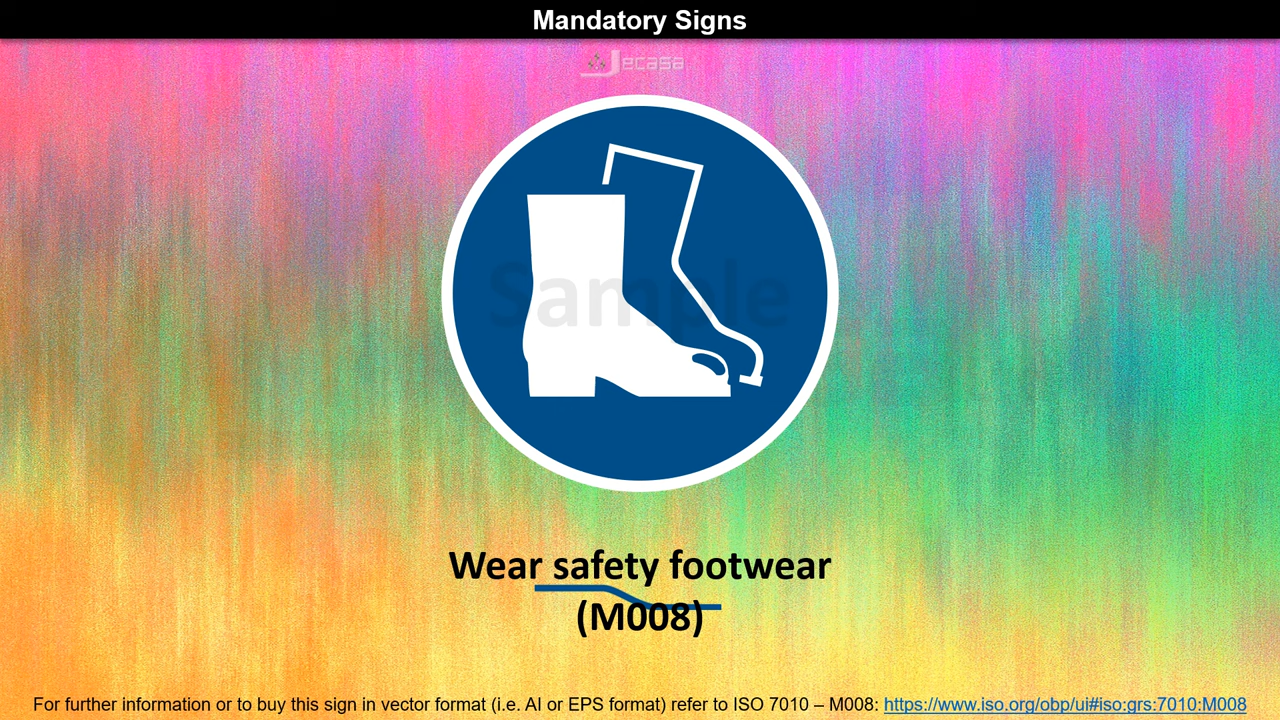 Mandatory Signs
Jecasa
Sample
Wear safety footwear
(M008)
For further information or to buy this sign in vector format (i.e. AI or EPS format) refer to ISO 7010 – M008: https://www.iso.org/obp/ui#iso:grs:7010:M008